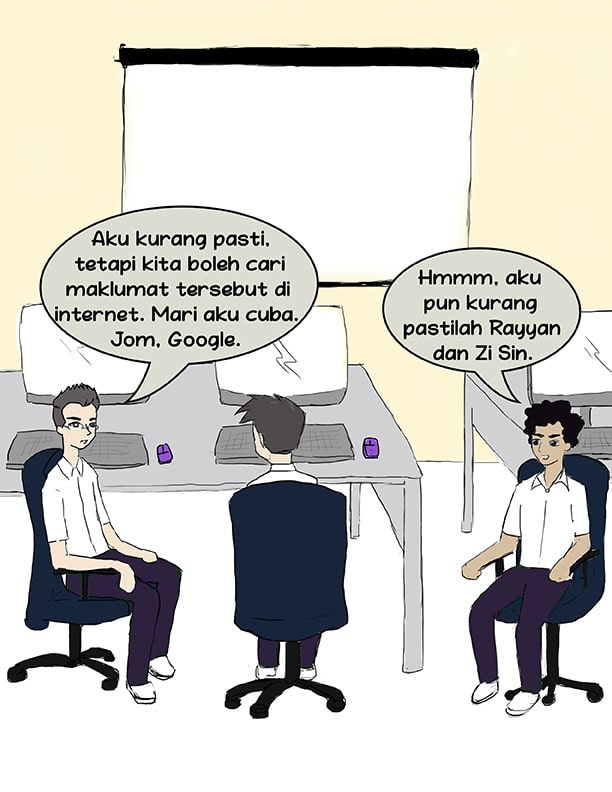 Aku kurang pasti,
tetapi kita boleh cari
maklumat tersebut di
internet. Mari aku cuba.
Jom, Google.
Hmmm, aku
pun kurang
pastilah Rayyan
dan Zi Sin.